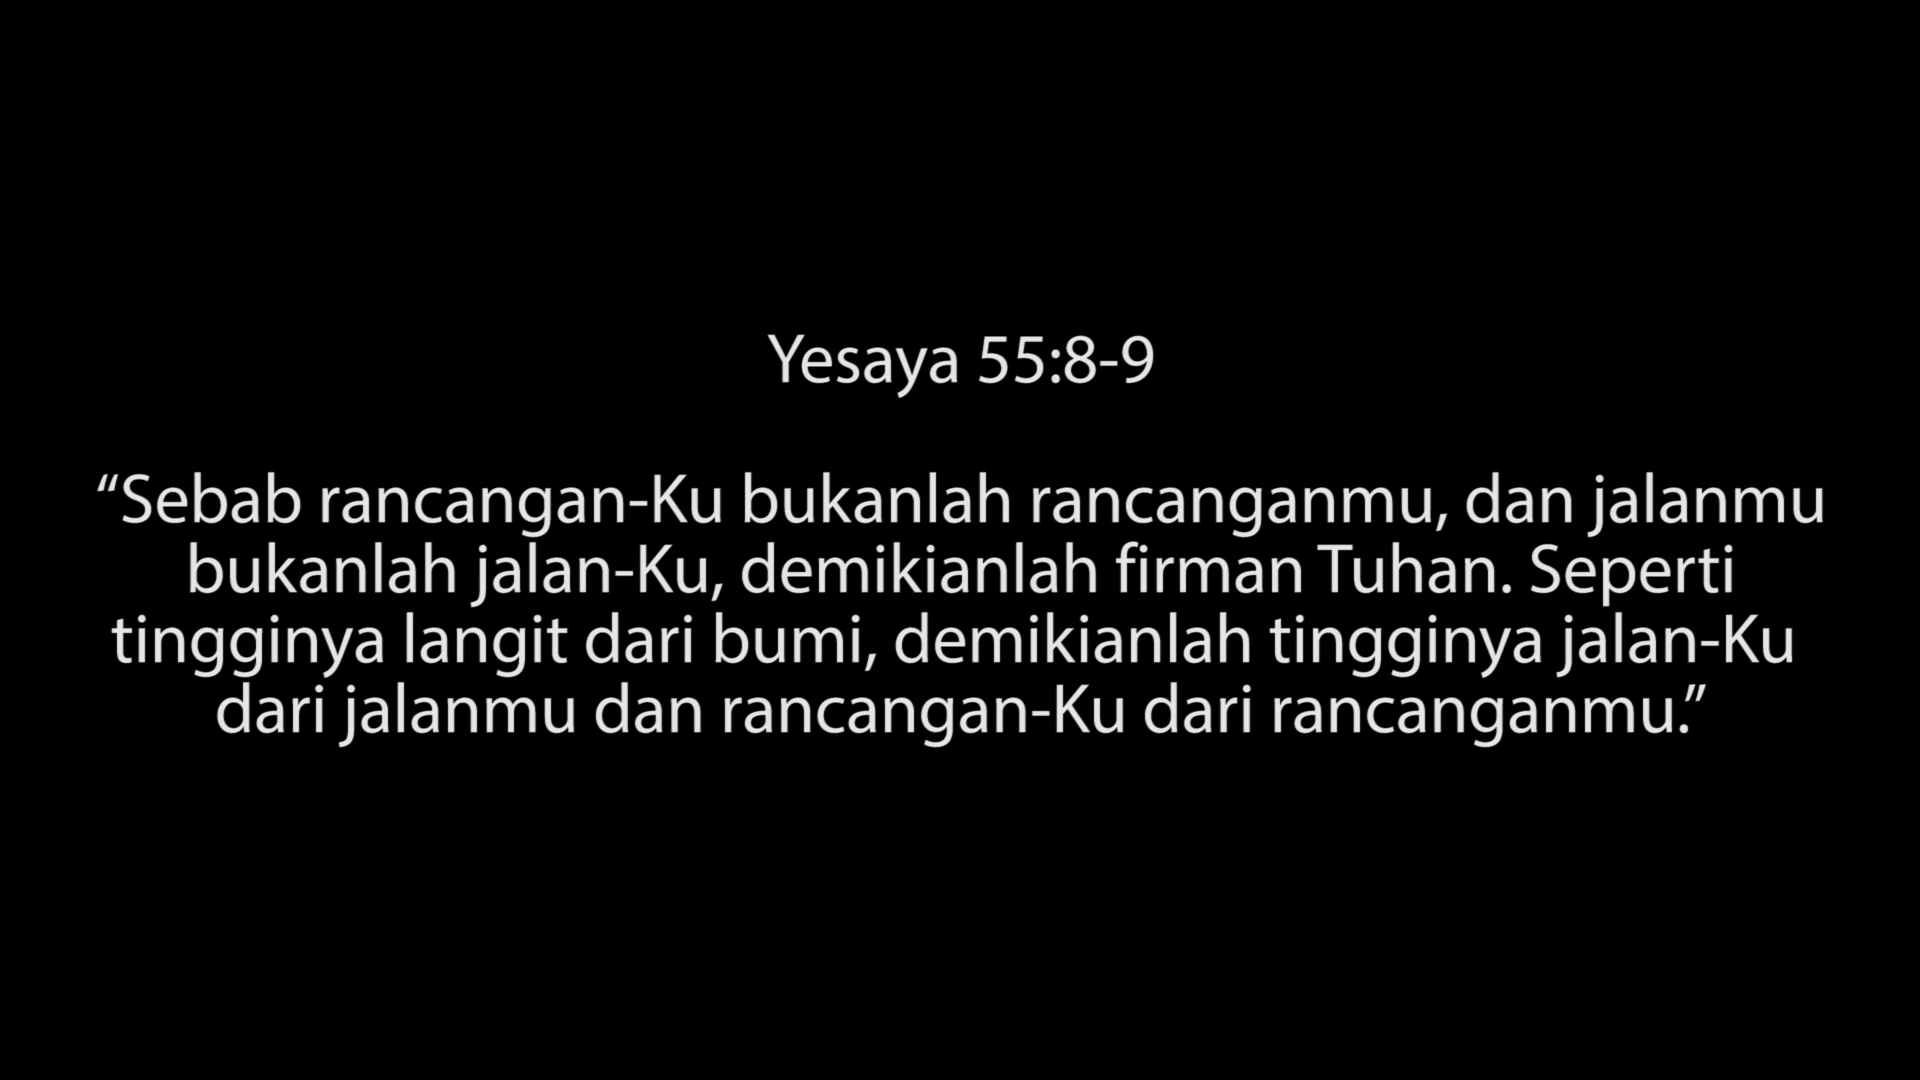 Yesaya 55:8-9
“Sebab rancangan-Ku bukanlah rancanganmu, dan jalanmu
bukanlah jalan-Ku, demikianlah firman Tuhan. Seperti
tingginya langit dari bumi, demikianlah tingginya jalan-Ku
dari jalanmu dan rancangan-Ku dari rancanganmu.”